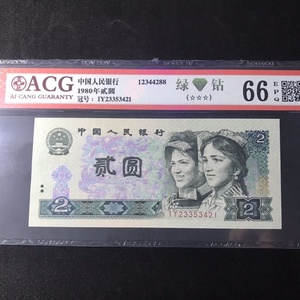 ACG
AI CANG GUARANTY
中国人民银行
1980年贰圆
冠号：IY23353421
12344288
绿 钻
(☆☆☆)
66
EPQ
中国人民银行
贰圆
2
2
IY23353421